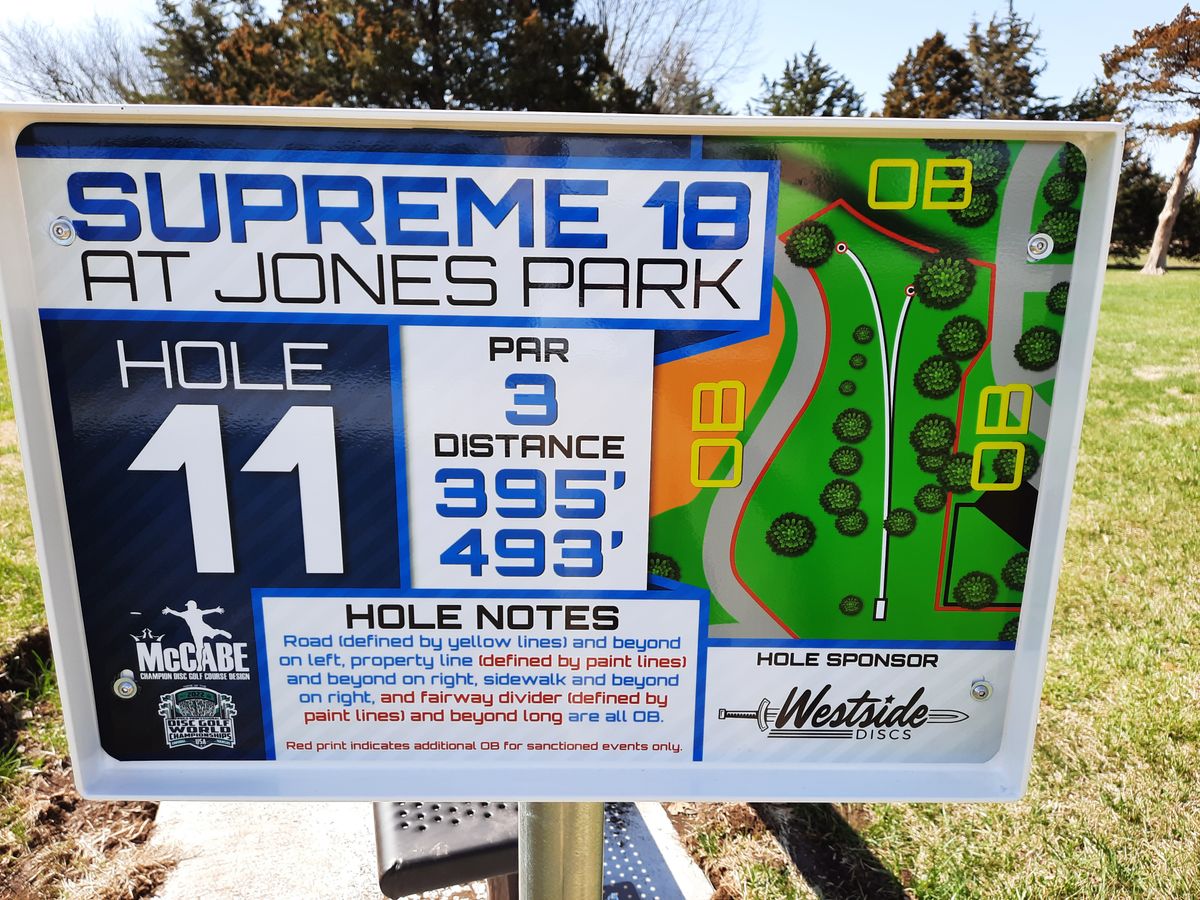 SUPREME 18
AT JONES PARK
HOLE
11
PAR
3
DISTANCE
395'
493'
OB
OB
OB
HOLE NOTES
Road (defined by yellow lines) and beyond
on left, property line (defined by paint lines)
and beyond on right, sidewalk and beyond
on right, and fairway divider (defined by
paint lines) and beyond long are all OB.
Red print indicates additional OB for sanctioned events only.
McCABE
CHAMPION DISC GOLF COURSE DESIGN
2022
DISC GOLF
WORLD
CHAMPIONSHIPS
USA
HOLE SPONSOR
Westside
DISCS